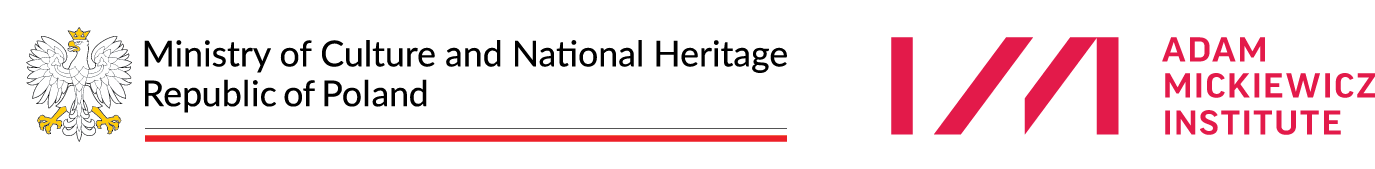 Ministry of Culture and National Heritage
Republic of Poland
ADAM
MICKIEWICZ
INSTITUTE